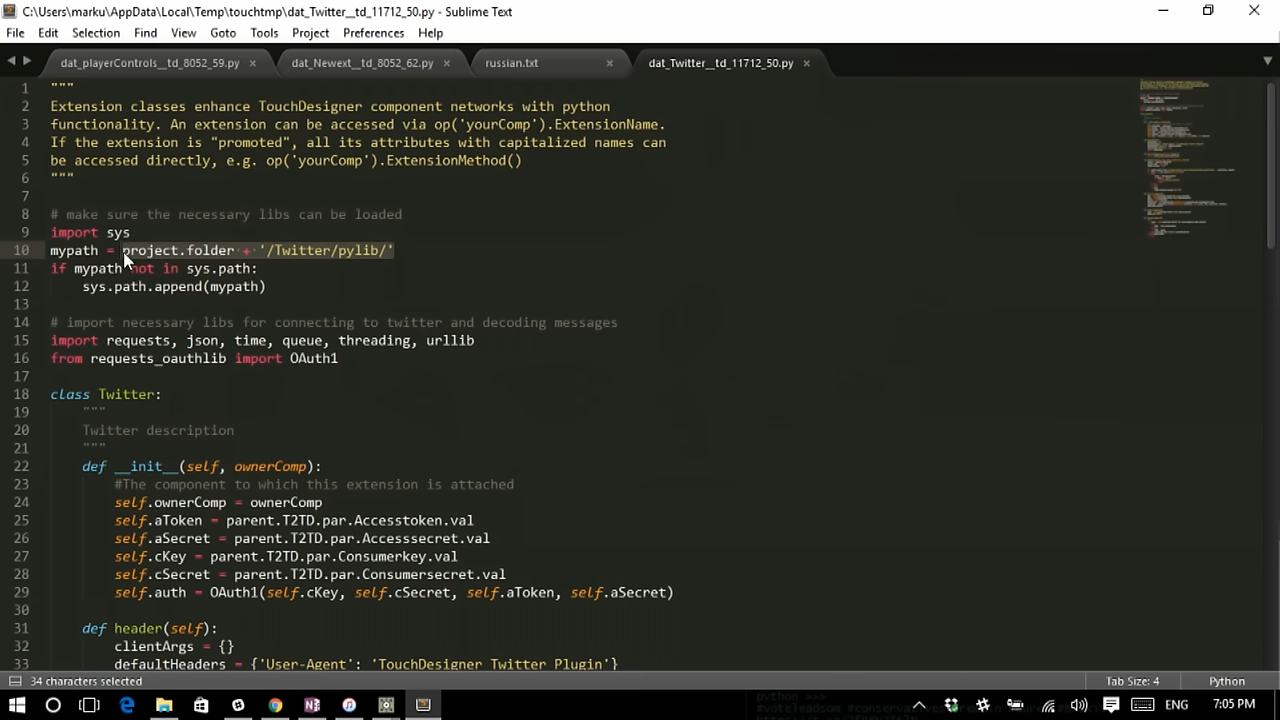 C:\Users\marku\AppData\Local\Temp\touchtmp\dat_Twitter__td_11712_50.py - Sublime Text
File Edit Selection Find View Goto Tools Project Preferences Help
dat_playerControls__td_8052_59.py dat_Newext__td_8052_62.py russian.txt dat_Twitter__td_11712_50.py
1 """
2 Extension classes enhance TouchDesigner component networks with python
3 functionality. An extension can be accessed via op('yourComp').ExtensionName.
4 If the extension is "promoted", all its attributes with capitalized names can
5 be accessed directly, e.g. op('yourComp').ExtensionMethod()
6 """
7
8 # make sure the necessary libs can be loaded
9 import sys
10 mypath = project.folder + '/Twitter/pylib/'
11 if mypath not in sys.path:
12 sys.path.append(mypath)
13
14 # import necessary libs for connecting to twitter and decoding messages
15 import requests, json, time, queue, threading, urllib
16 from requests_oauthlib import OAuth1
17
18 class Twitter:
19 """
20 Twitter description
21 """
22 def __init__(self, ownerComp):
23 #The component to which this extension is attached
24 self.ownerComp = ownerComp
25 self.aToken = parent.T2TD.par.Accesstoken.val
26 self.aSecret = parent.T2TD.par.Accesssecret.val
27 self.cKey = parent.T2TD.par.Consumerkey.val
28 self.cSecret = parent.T2TD.par.Consumersecret.val
29 self.auth = OAuth1(self.cKey, self.cSecret, self.aToken, self.aSecret)
30
31 def header(self):
32 clientArgs = {}
33 defaultHeaders = {'User-Agent': 'TouchDesigner Twitter Plugin'}
34 characters selected Tab Size: 4 Python
python >>>
ENG 7:05 PM